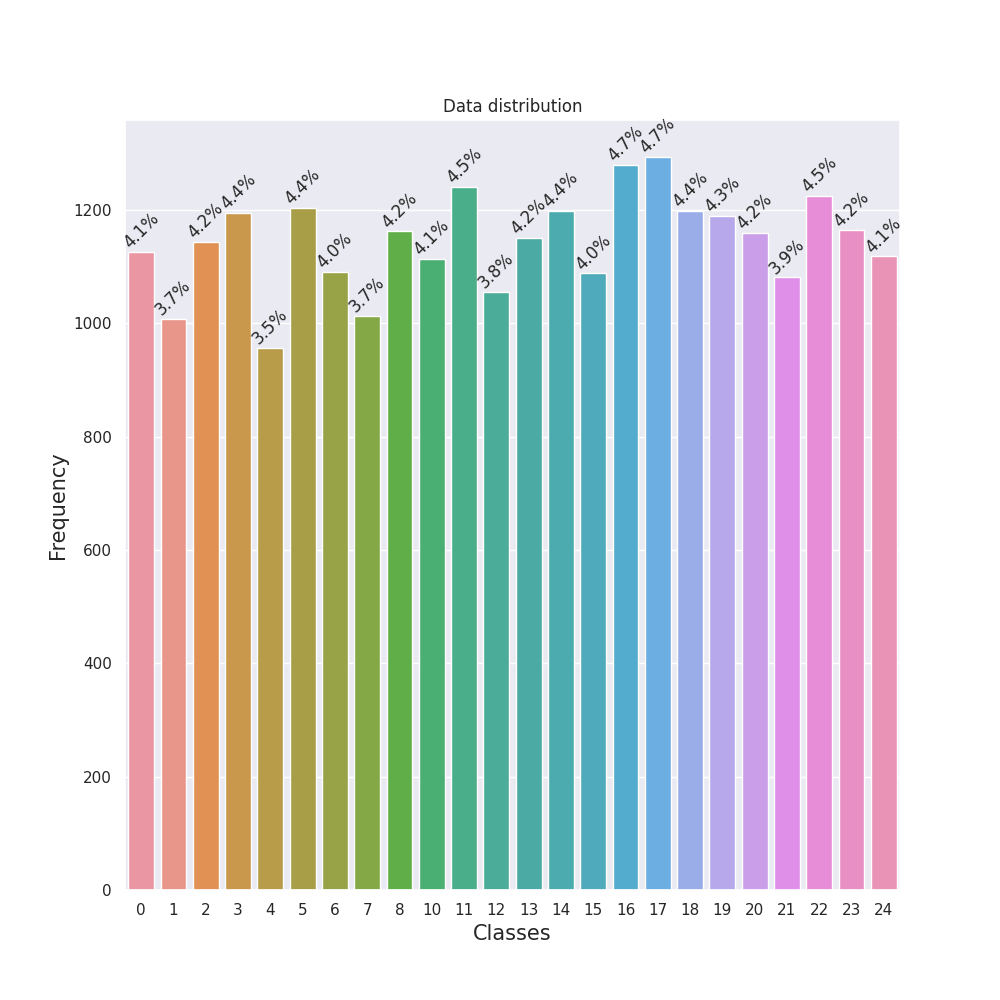 Data distribution
4.1% 3.7% 4.2% 4.4% 3.5% 4.4% 4.0% 3.7% 4.2% 4.1% 4.5% 3.8% 4.2% 4.4% 4.0% 4.7% 4.7% 4.4% 4.3% 4.2% 3.9% 4.5% 4.2% 4.1%
1200
1000
800
600
400
200
0
Frequency
0 1 2 3 4 5 6 7 8 10 11 12 13 14 15 16 17 18 19 20 21 22 23 24
Classes